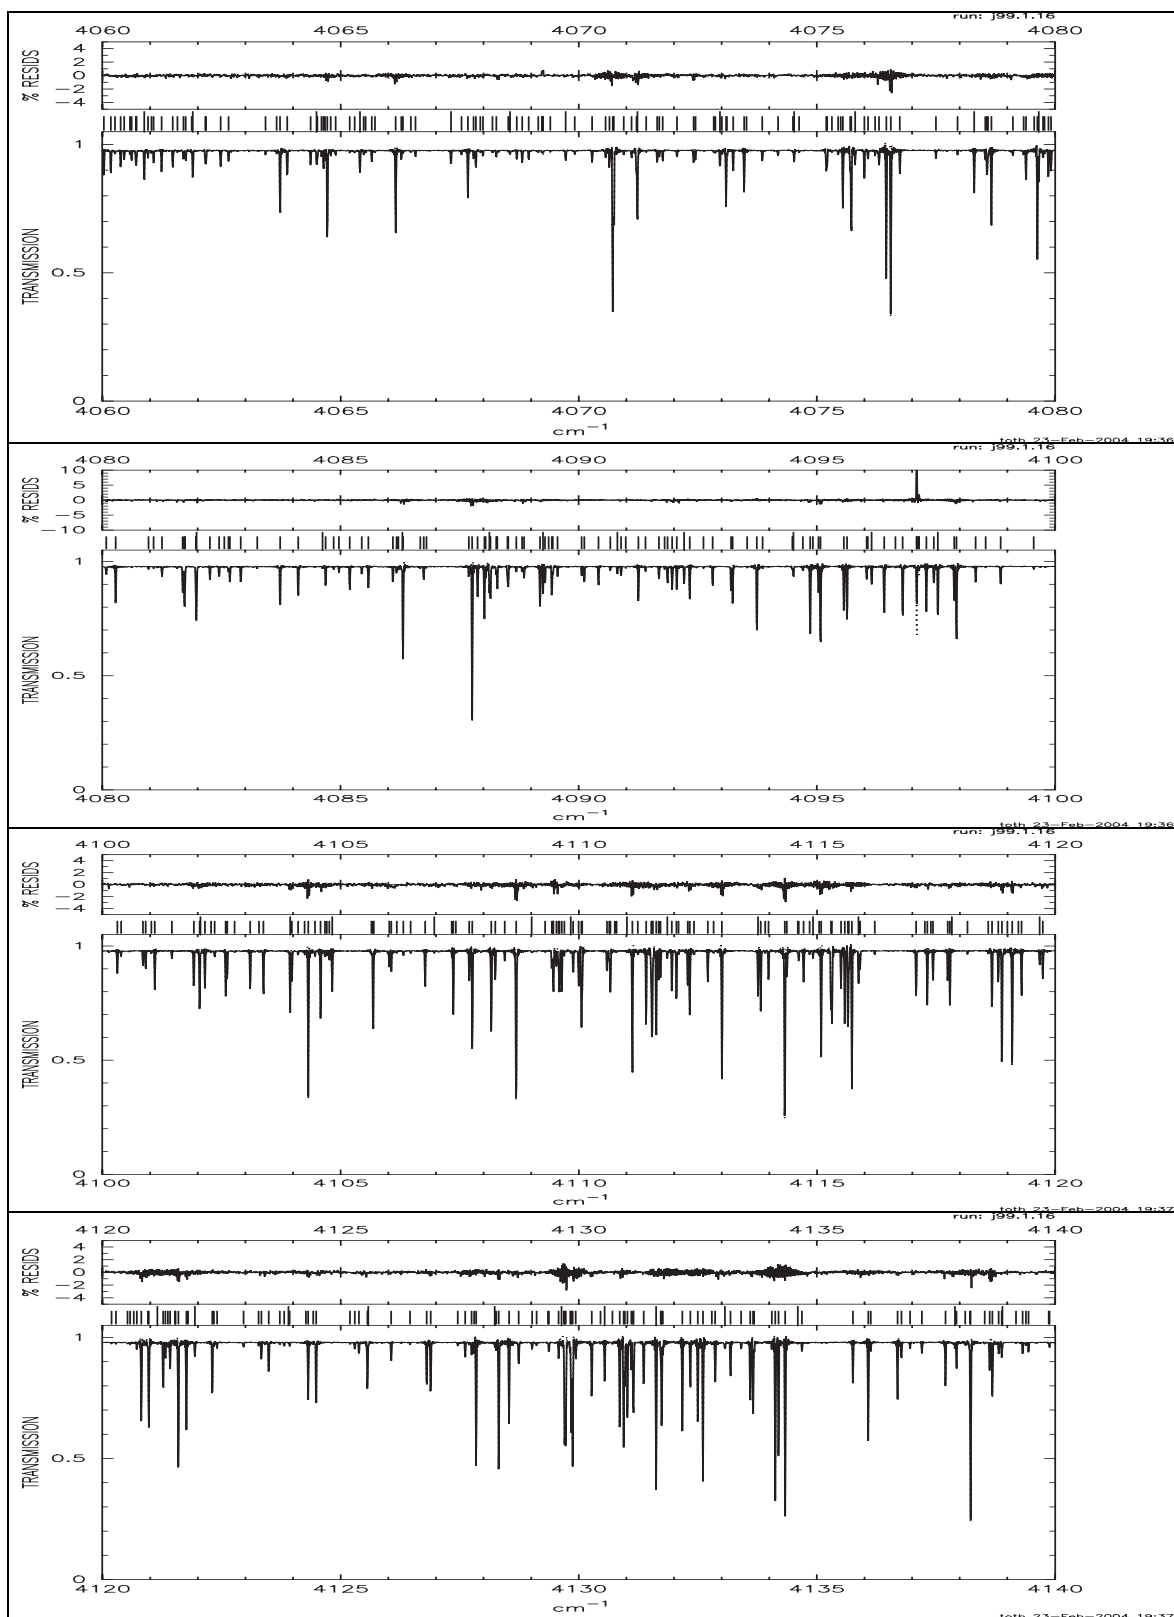 run: j99.1.16
4060 4065 4070 4075 4080
4
2
0
−2
−4
% RESIDS
1
0.5
0
TRANSMISSION
4060 4065 4070 4075 4080
cm−1
toth 23−Feb−2004 19:36
run: j99.1.16
4080 4085 4090 4095 4100
10
5
0
−5
−10
% RESIDS
1
0.5
0
TRANSMISSION
4080 4085 4090 4095 4100
cm−1
toth 23−Feb−2004 19:36
run: j99.1.16
4100 4105 4110 4115 4120
4
2
0
−2
−4
% RESIDS
1
0.5
0
TRANSMISSION
4100 4105 4110 4115 4120
cm−1
toth 23−Feb−2004 19:37
run: j99.1.16
4120 4125 4130 4135 4140
4
2
0
−2
−4
% RESIDS
1
0.5
0
TRANSMISSION
4120 4125 4130 4135 4140
cm−1
toth 23−Feb−2004 19:37